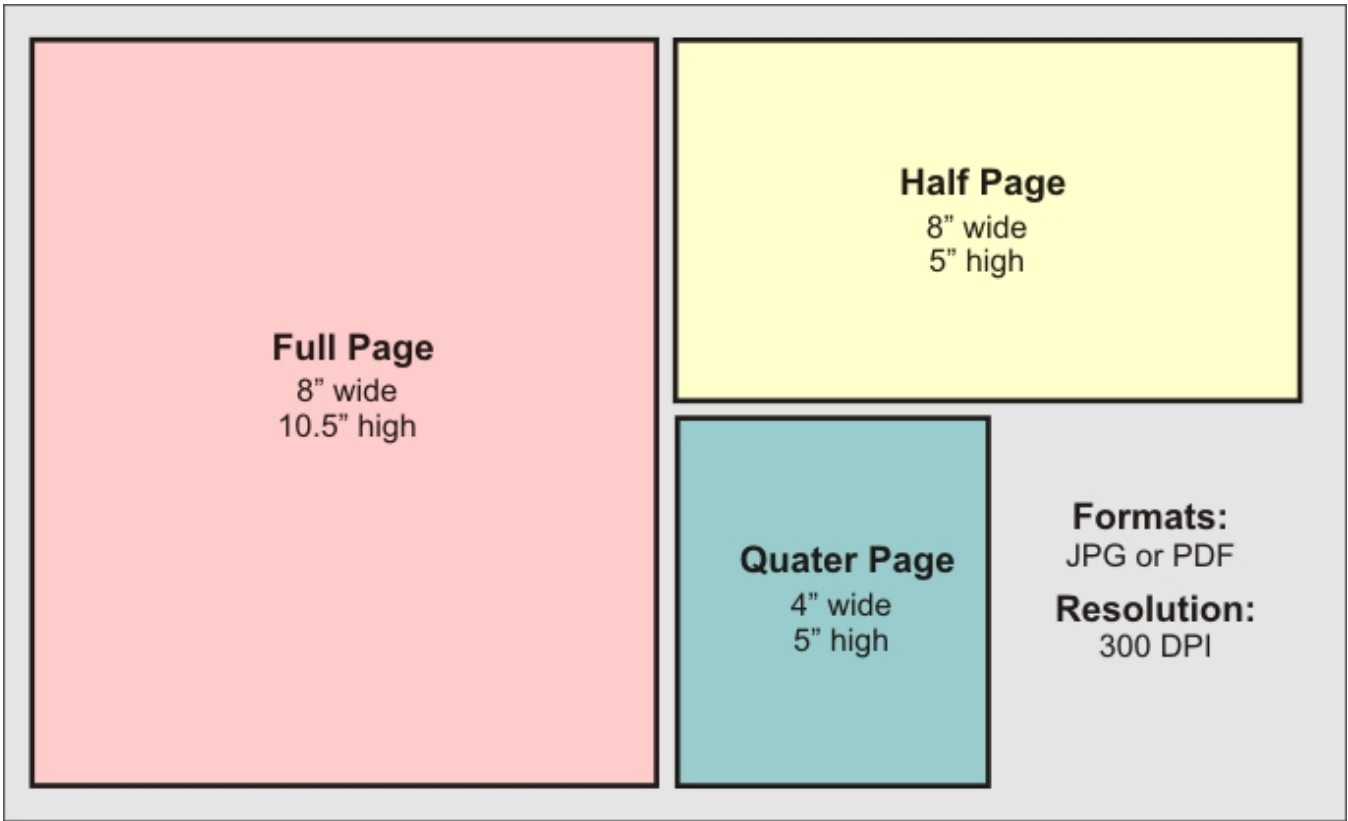 Full Page
8” wide
10.5” high
Half Page
8” wide
5” high
Quater Page
4” wide
5” high
Formats:
JPG or PDF
Resolution:
300 DPI